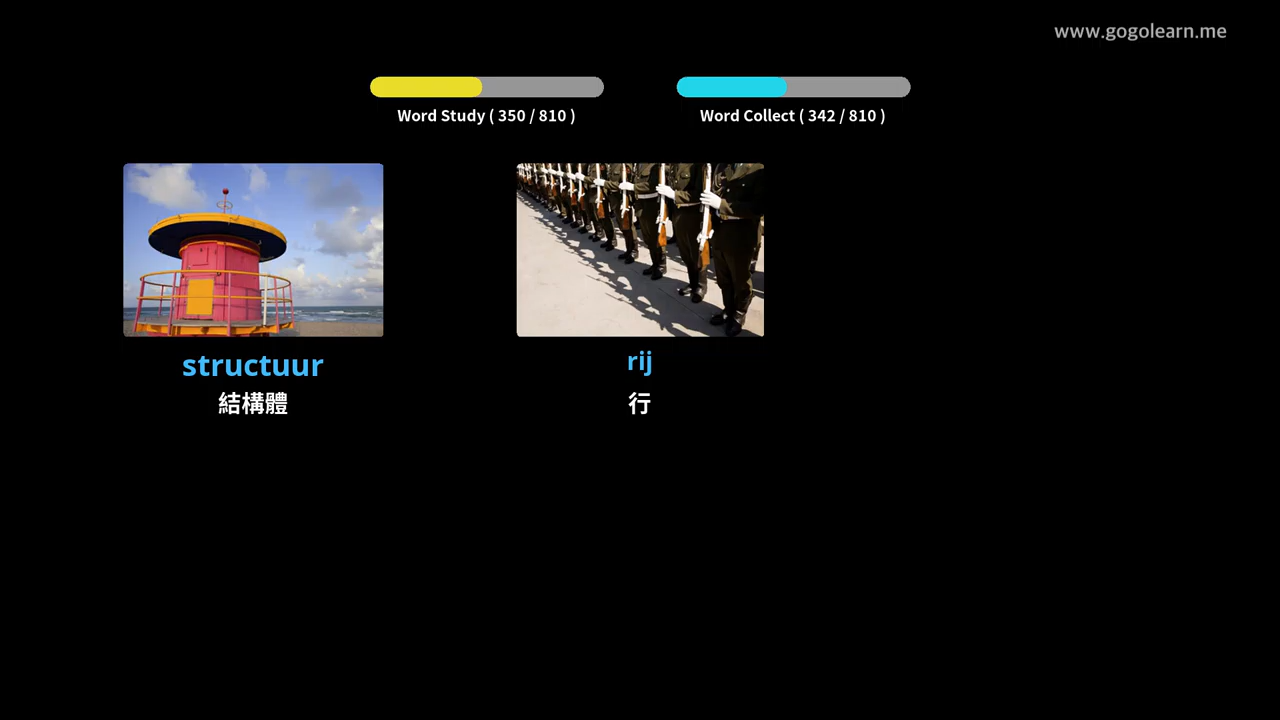 www.gogolearn.me
Word Study ( 350 / 810 )
Word Collect ( 342 / 810 )
structuur
結構體
rij
行